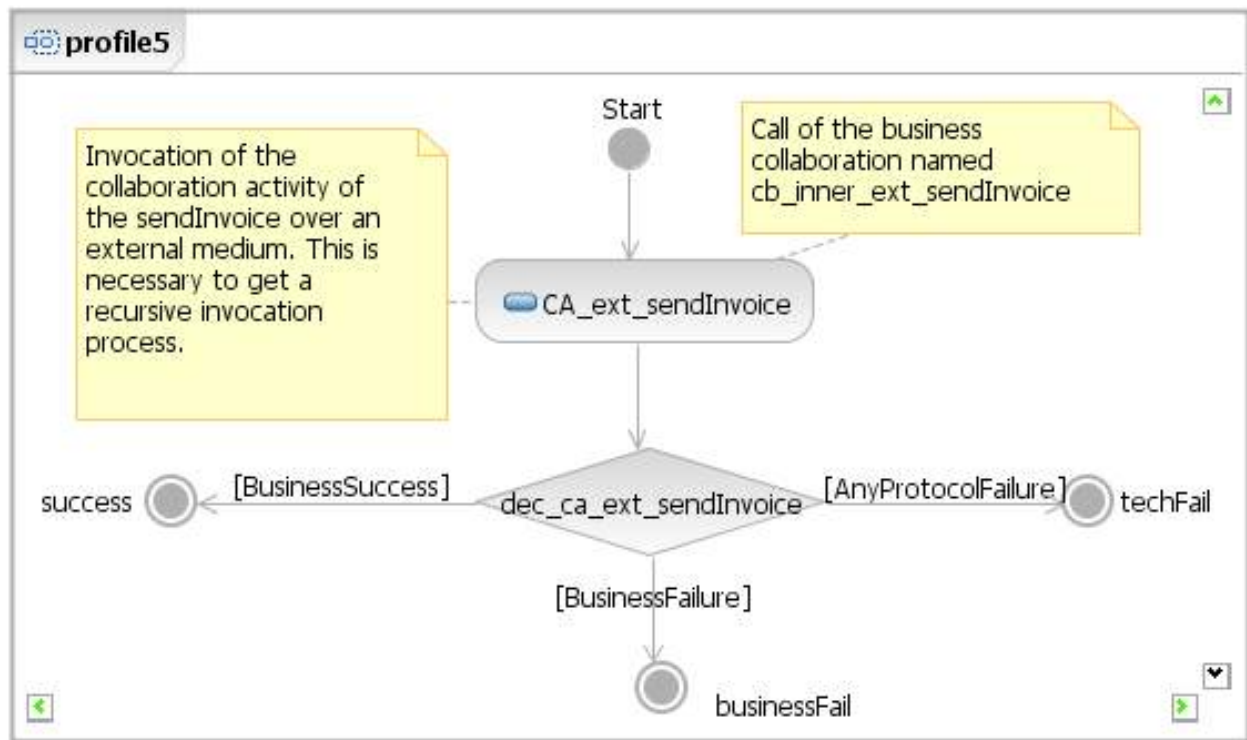 profile5
Start
Invocation of the
collaboration activity of
the sendInvoice over an
external medium. This is
necessary to get a
recursive invocation
process.
Call of the business
collaboration named
cb_inner_ext_sendInvoice
CA_ext_sendInvoice
success
[BusinessSuccess]
dec_ca_ext_sendInvoice
[AnyProtocolFailure]
techFail
[BusinessFailure]
businessFail